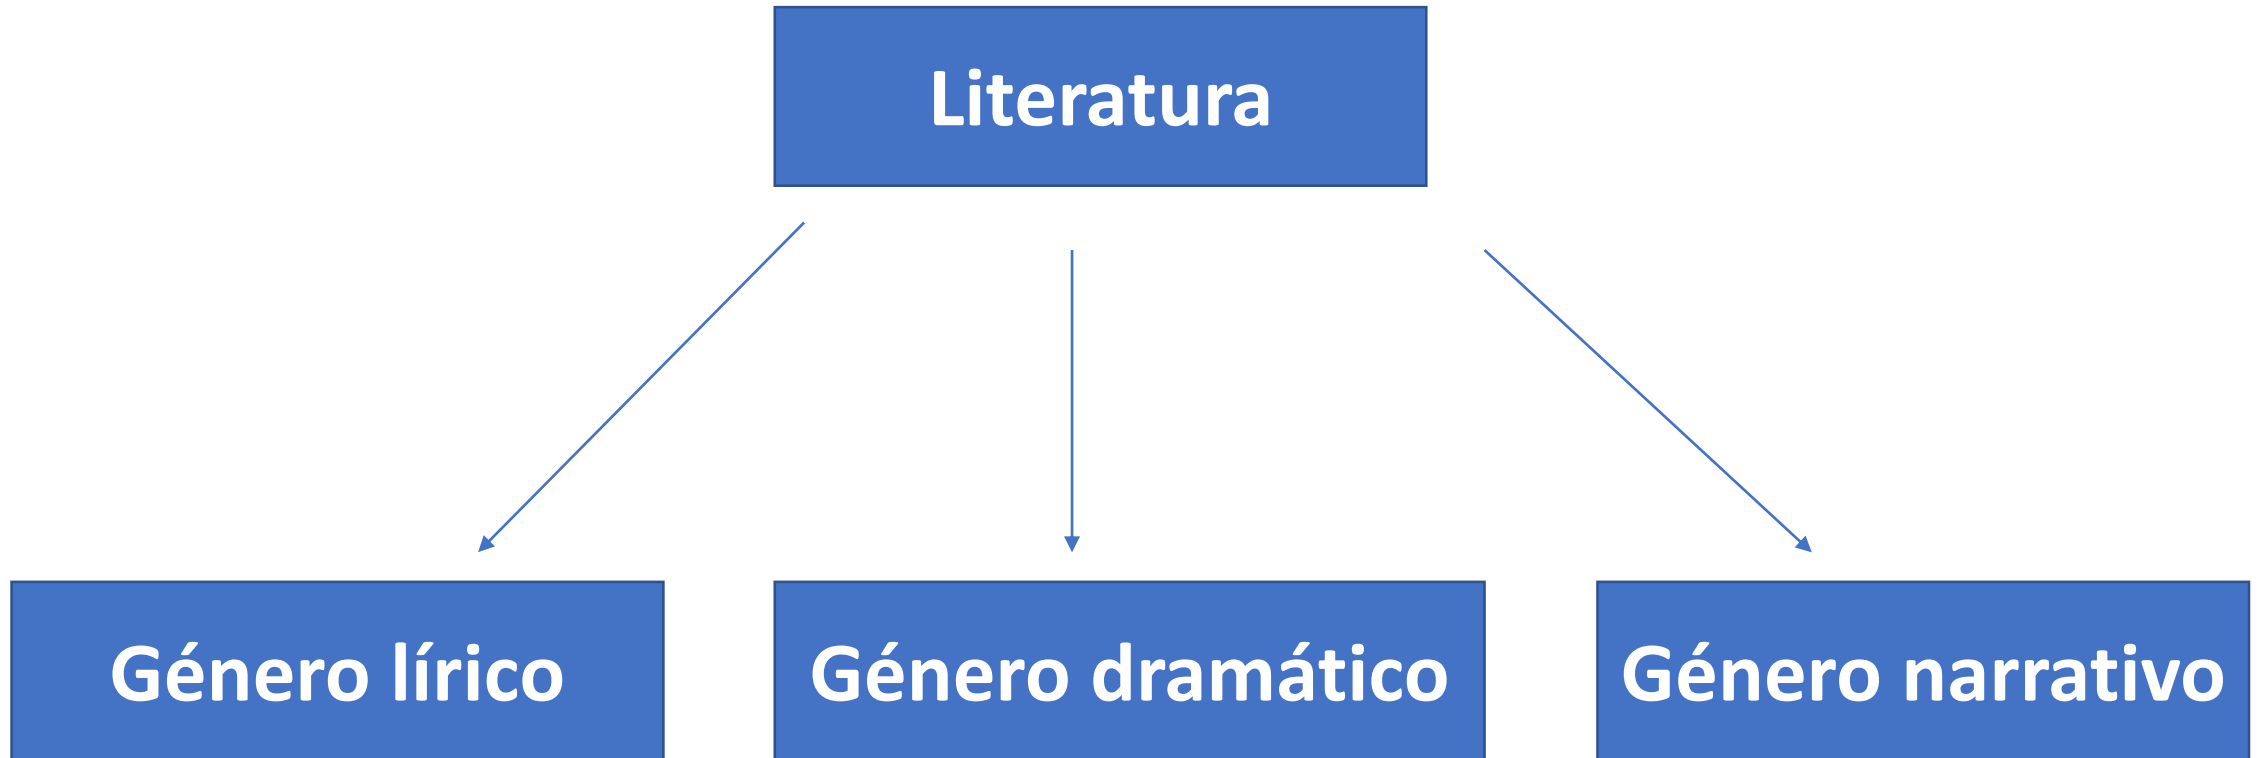 Literatura
Género lírico
Género dramático
Género narrativo